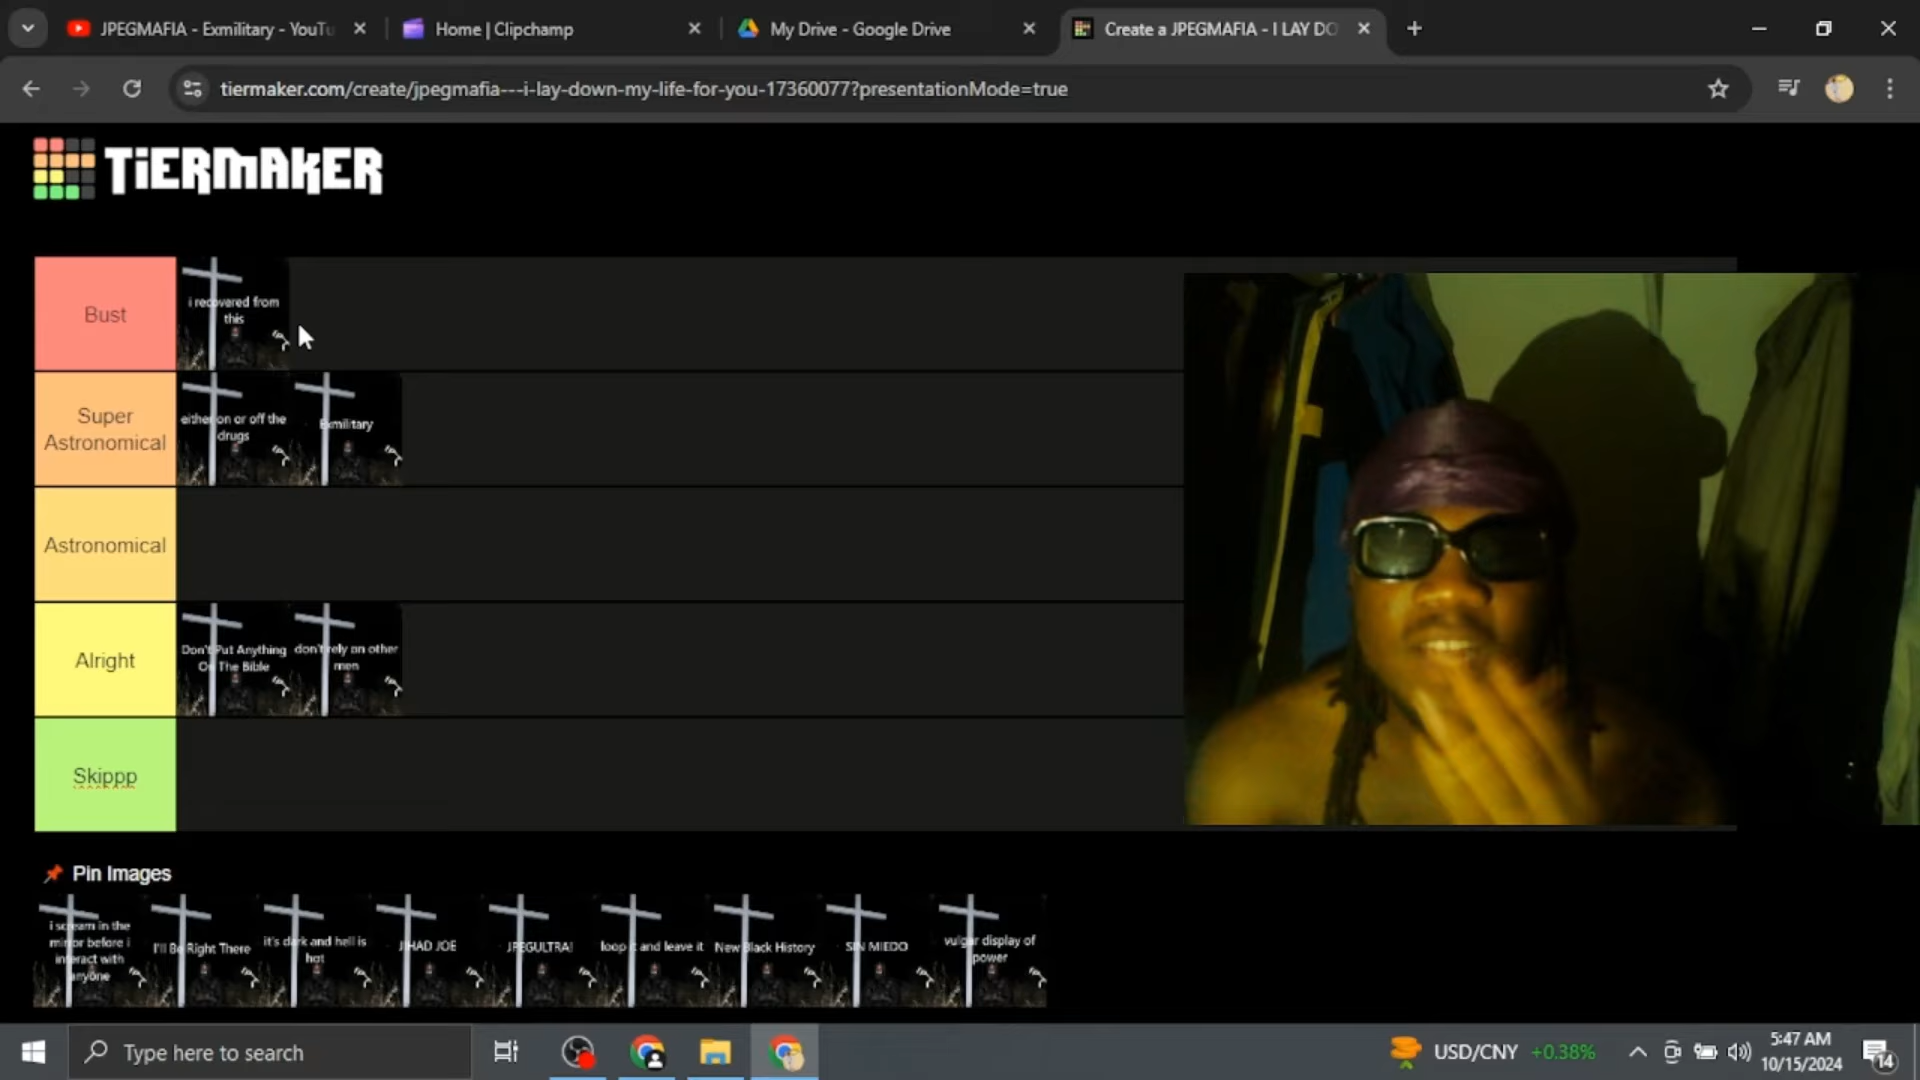 JPEGMAFIA - Exmilitary - YouTu
Home | Clipchamp
My Drive - Google Drive
Create a JPEGMAFIA - I LAY DO
tiermaker.com/create/jpegmafia---i-lay-down-my-life-for-you-17360077?presentationMode=true
TiERMAKER
Bust
i recovered from
this
Super
Astronomical
either on or off the
drugs
Exmilitary
Astronomical
Alright
Don't Put Anything
On The Bible
don't rely on other
men
Skippp
Pin Images
i scream in the
mirror before i
interact with
anyone
I'll Be Right There
it's dark and hell is
hot
JIHAD JOE
JPEGULTRA!
loop it and leave it
New Black History
SIN MIEDO
vulgar display of
power
Type here to search
USD/CNY +0.38%
5:47 AM
10/15/2024
14